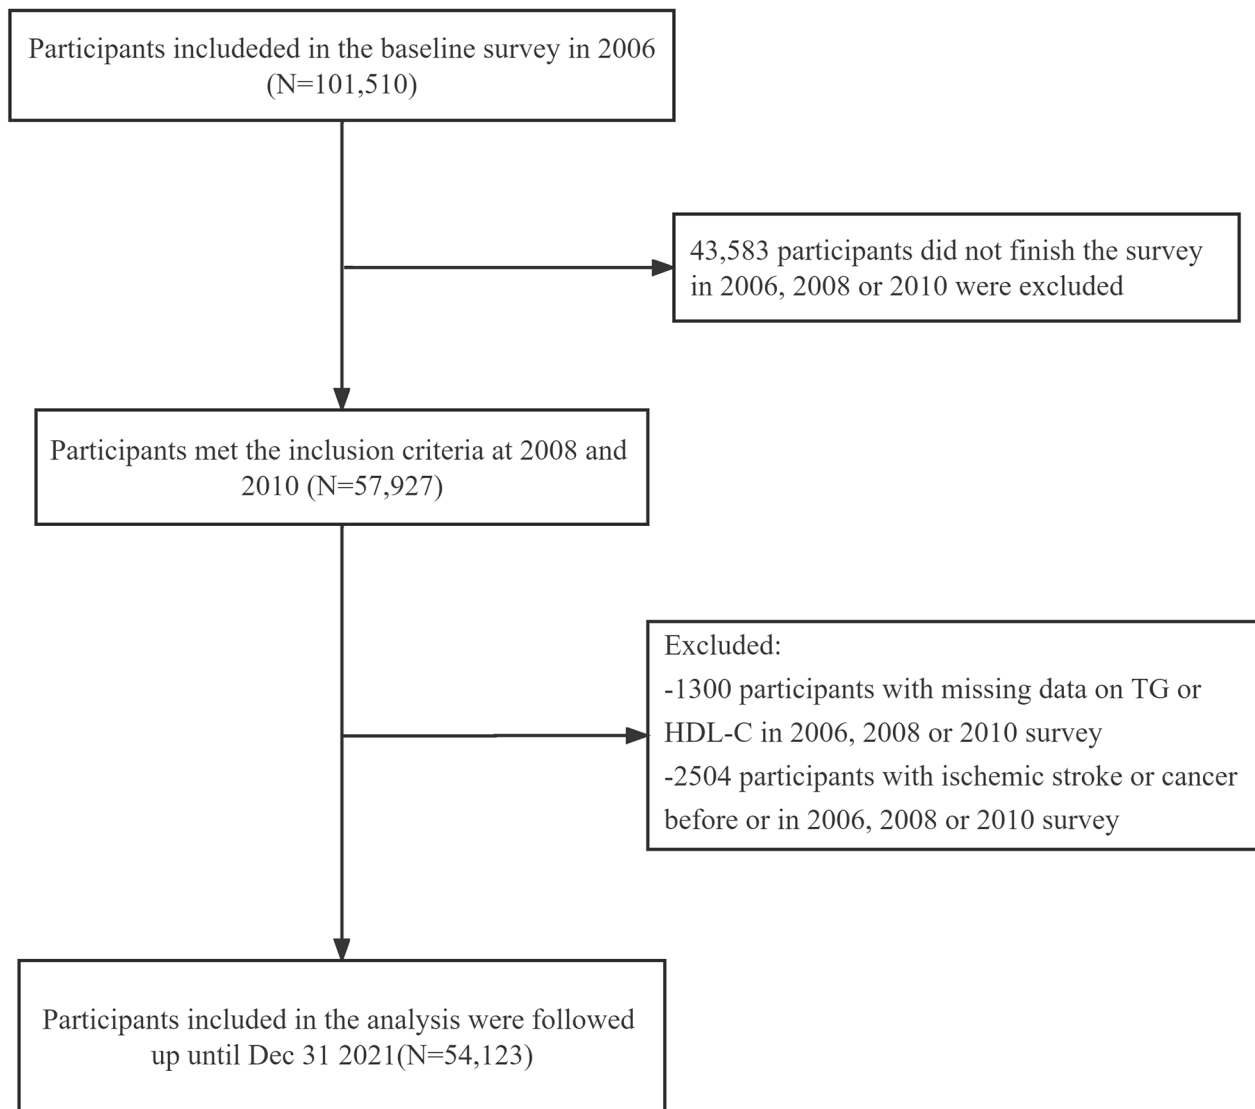 Participants includeded in the baseline survey in 2006
(N=101,510)
43,583 participants did not finish the survey
in 2006, 2008 or 2010 were excluded
Participants met the inclusion criteria at 2008 and
2010 (N=57,927)
Excluded:
-1300 participants with missing data on TG or
HDL-C in 2006, 2008 or 2010 survey
-2504 participants with ischemic stroke or cancer
before or in 2006, 2008 or 2010 survey
Participants included in the analysis were followed
up until Dec 31 2021(N=54,123)